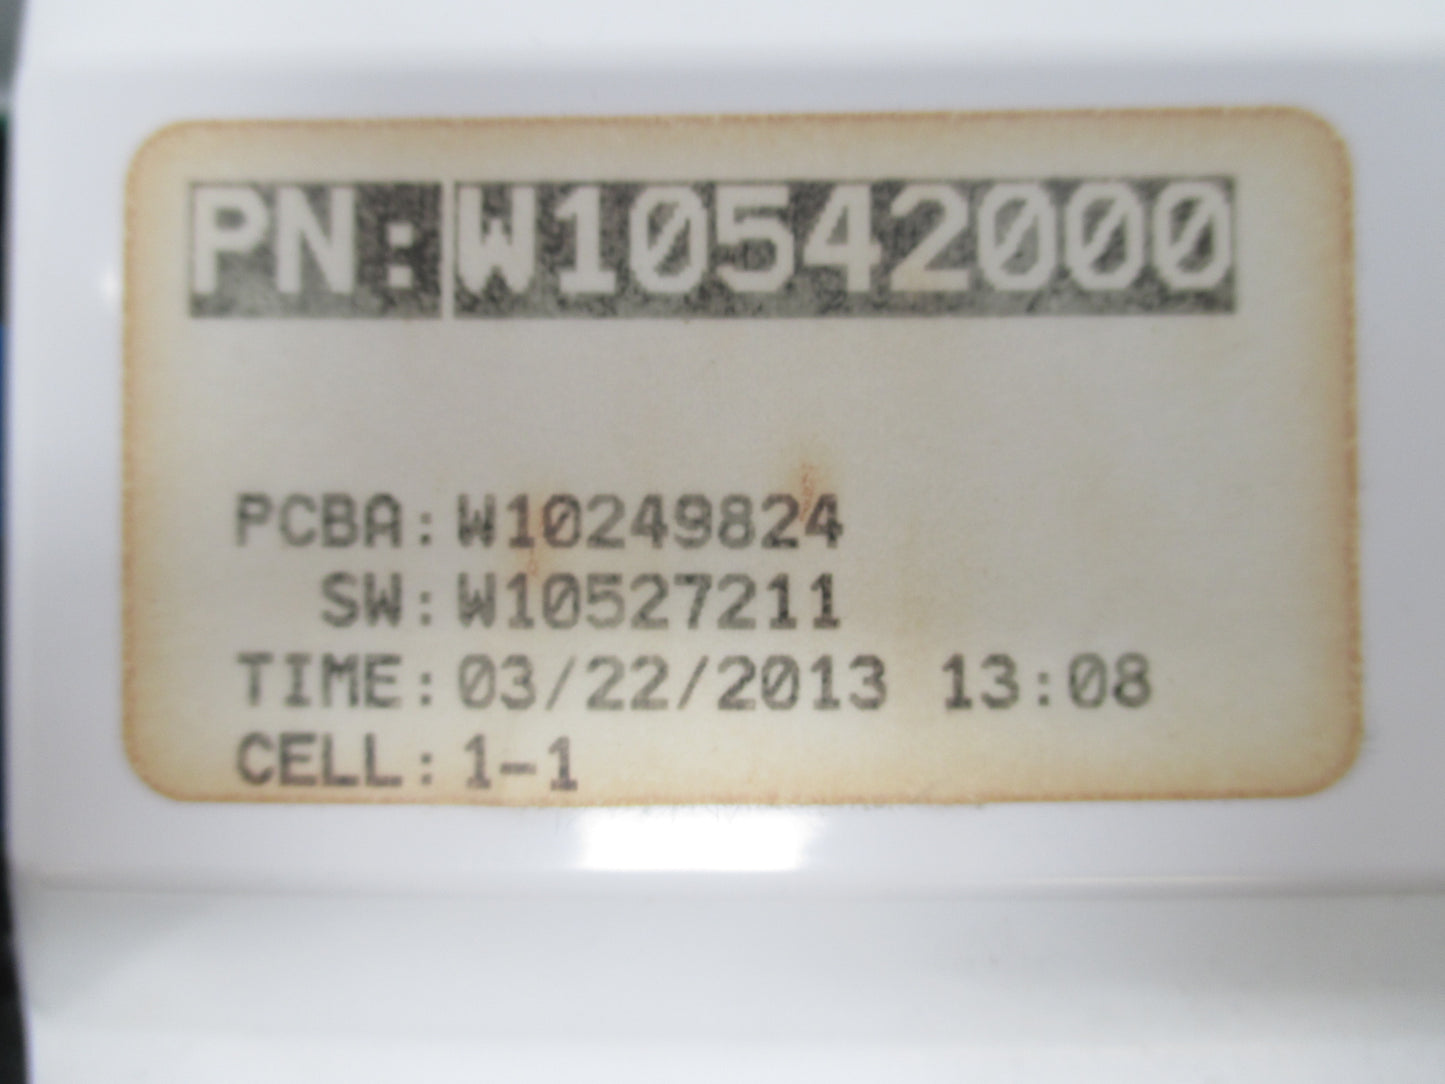 PN:W10542000
PCBA:W10249824
SW:W10527211
TIME:03/22/2013 13:08
CELL:1-1